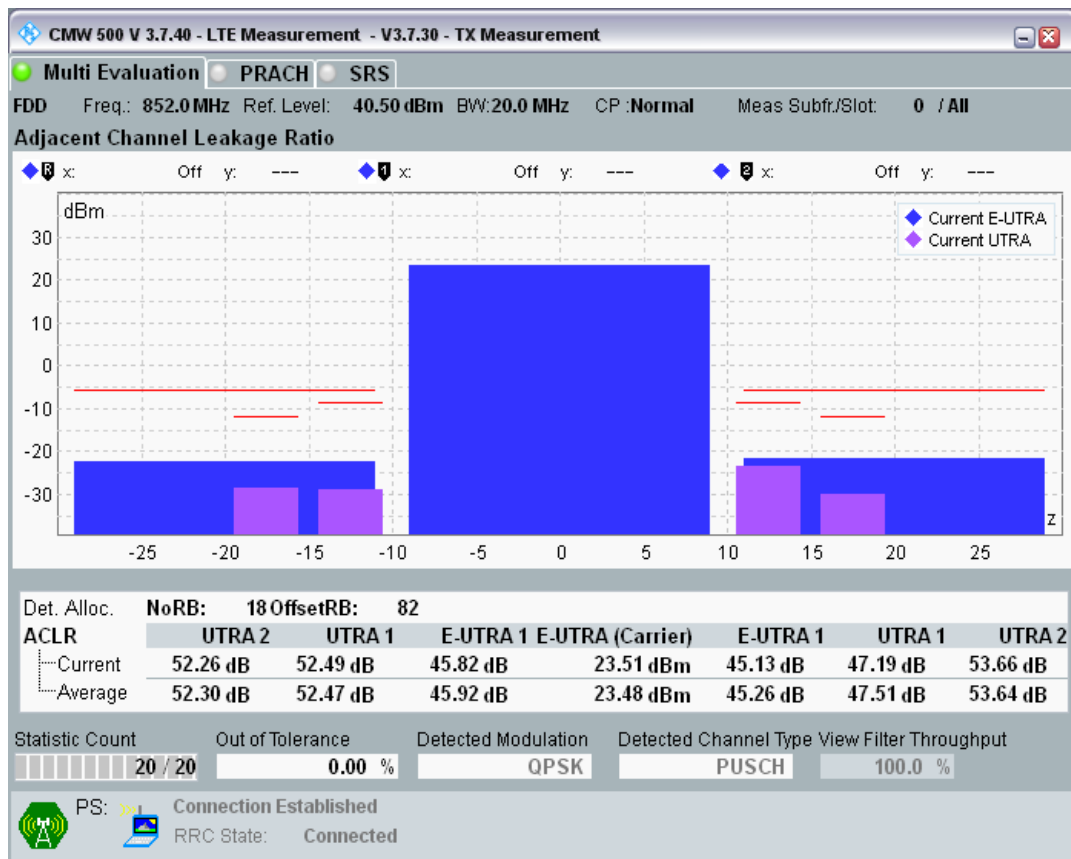 CMW 500 V 3.7.40 - LTE Measurement - V3.7.30 - TX Measurement
Multi Evaluation PRACH SRS
FDD Freq.: 852.0 MHz Ref. Level: 40.50 dBm BW:20.0 MHz CP :Normal Meas Subfr./Slot: 0 / All
Adjacent Channel Leakage Ratio
R x: Off y: --- 1 x: Off y: --- 2 x: Off y: ---
dBm
Current E-UTRA
Current UTRA
30
20
10
0
-10
-20
-30
z
-25 -20 -15 -10 -5 0 5 10 15 20 25
Det. Alloc. NoRB: 18 OffsetRB: 82
ACLR UTRA 2 UTRA 1 E-UTRA 1 E-UTRA (Carrier) E-UTRA 1 UTRA 1 UTRA 2
Current 52.26 dB 52.49 dB 45.82 dB 23.51 dBm 45.13 dB 47.19 dB 53.66 dB
Average 52.30 dB 52.47 dB 45.92 dB 23.48 dBm 45.26 dB 47.51 dB 53.64 dB
Statistic Count Out of Tolerance Detected Modulation Detected Channel Type View Filter Throughput
20 / 20 0.00 % QPSK PUSCH 100.0 %
PS: Connection Established
RRC State: Connected